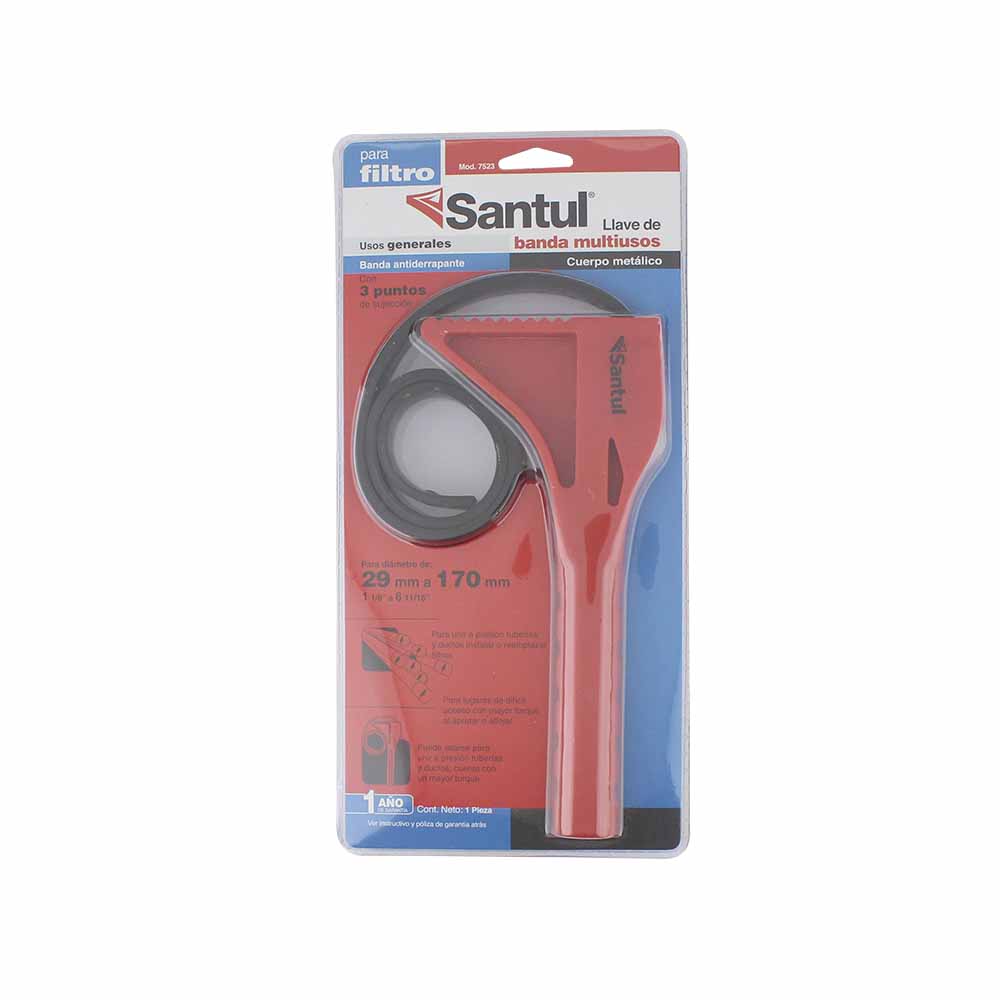 para
filtro
Mod. 7523
Santul®
Llave de
banda multiusos
Usos generales
Banda antiderrapante
Cuerpo metálico
Con
3 puntos
de sujección
Santul
Para diámetro de:
29 mm a 170 mm
1 1/8" a 6 11/16"
Para unir a presión tuberías
y ductos instalar o reemplazar
filtros
Para lugares de difícil
acceso con mayor torque
al apretar o aflojar
Puede usarse para
unir a presión tuberías
y ductos; cuenta con
un mayor torque.
1 AÑO
DE GARANTÍA
Cont. Neto: 1 Pieza
Ver instructivo y póliza de garantía atrás